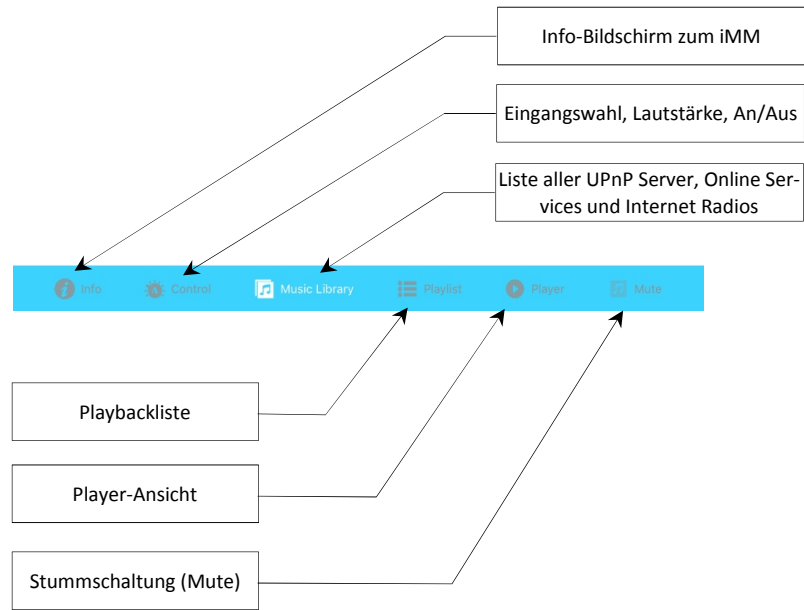 Info-Bildschirm zum iMM
Eingangswahl, Lautstärke, An/Aus
Liste aller UPnP Server, Online Ser-
vices und Internet Radios
Info Control Music Library Playlist Player Mute
Playbackliste
Player-Ansicht
Stummschaltung (Mute)